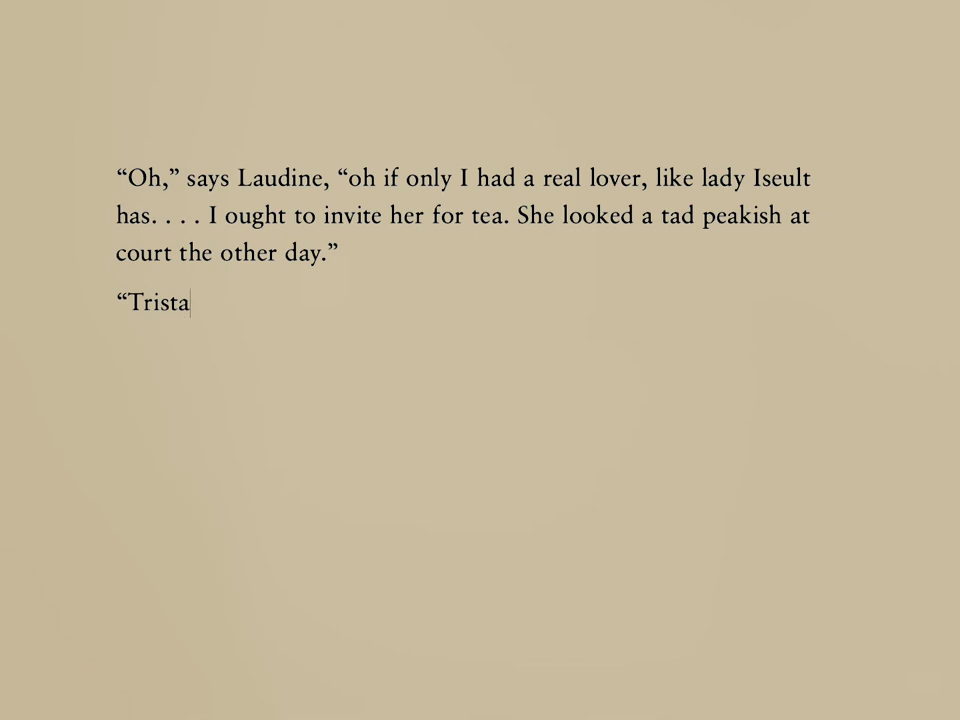 “Oh,” says Laudine, “oh if only I had a real lover, like lady Iseult
has. . . . I ought to invite her for tea. She looked a tad peakish at
court the other day.”
“Trista